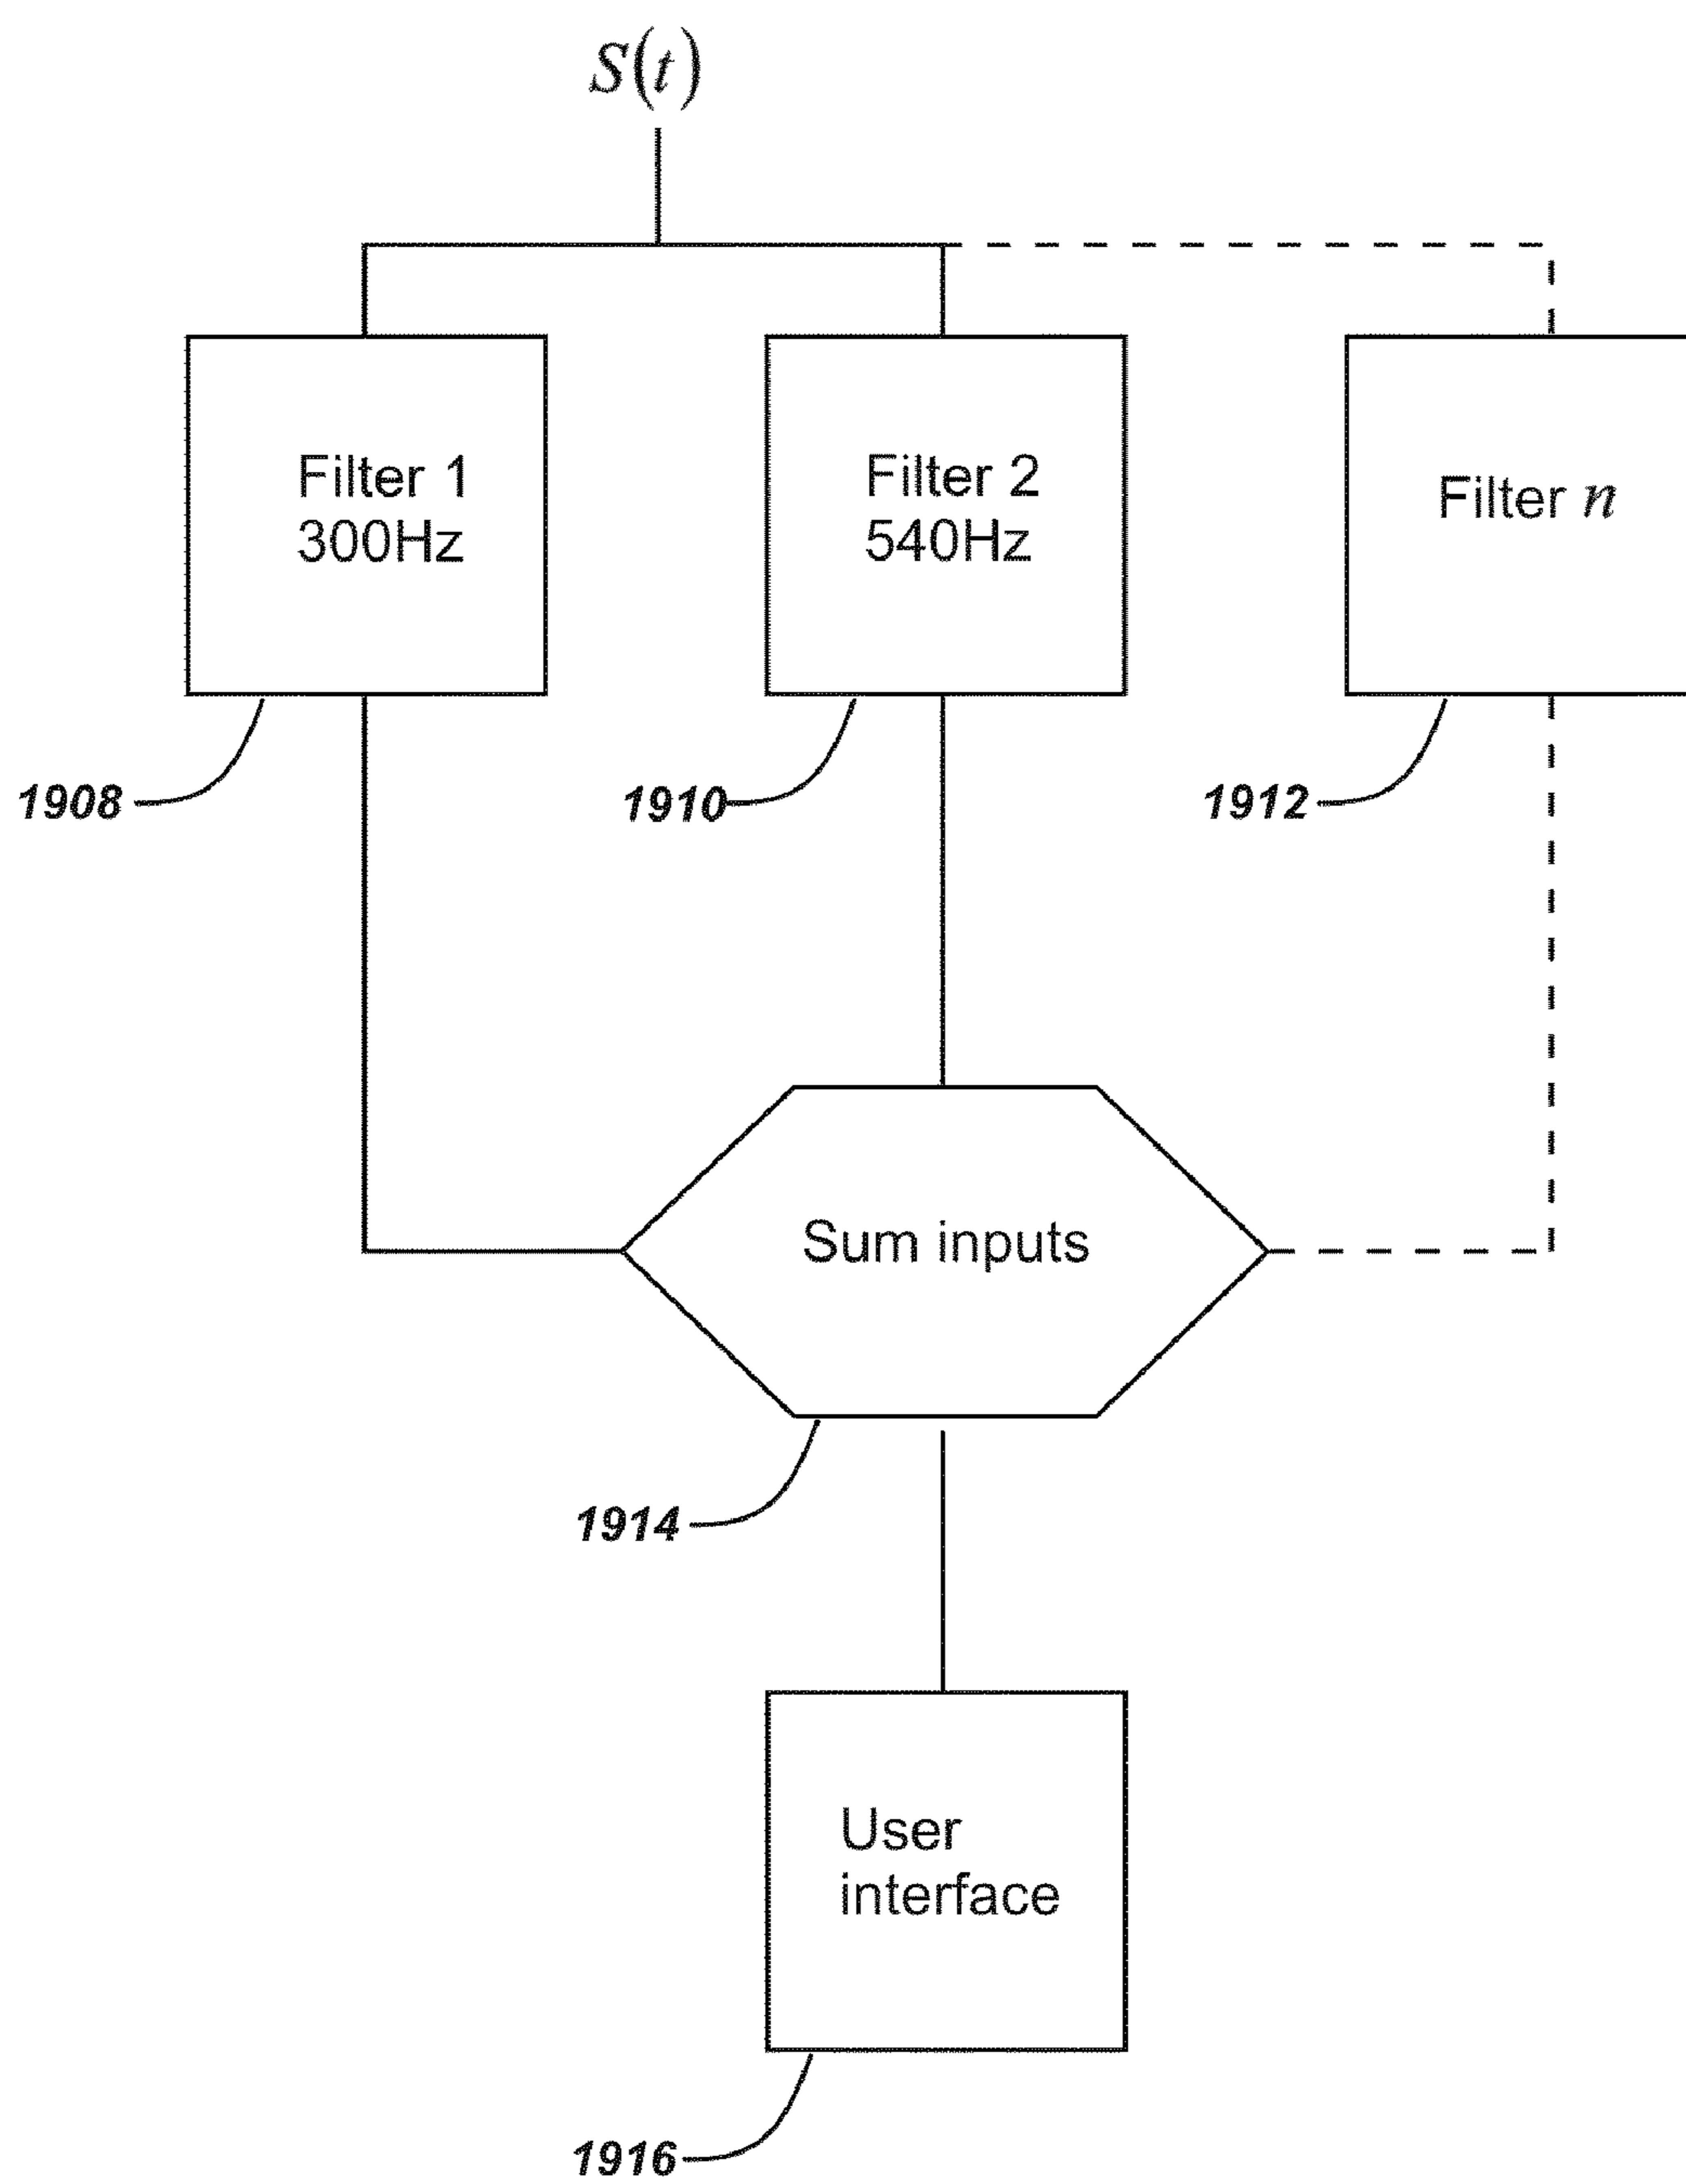 S(t)
Filter 1
300Hz
Filter 2
540Hz
Filter n
1908
1910
1912
Sum inputs
1914
User
interface
1916